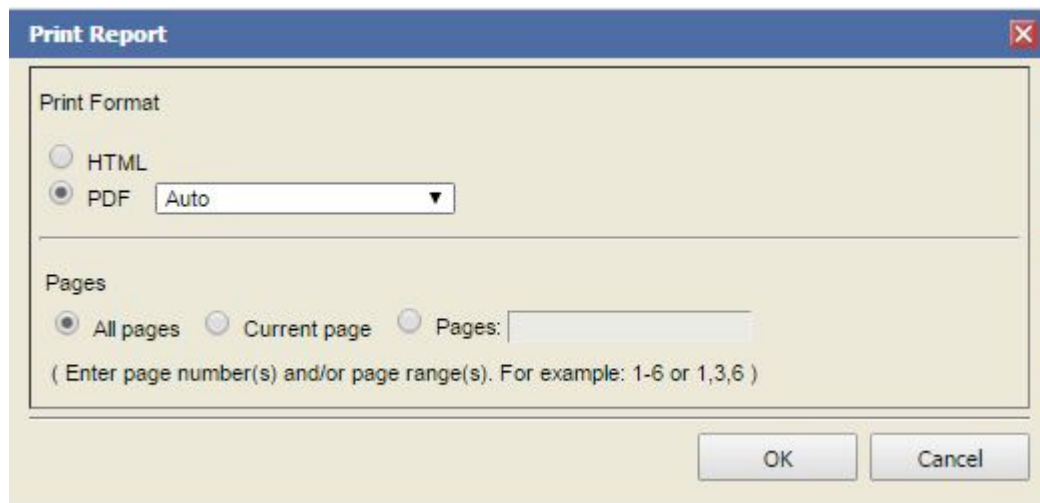 Print Report
Print Format
HTML
PDF Auto
Pages
All pages Current page Pages:
( Enter page number(s) and/or page range(s). For example: 1-6 or 1,3,6 )
OK Cancel